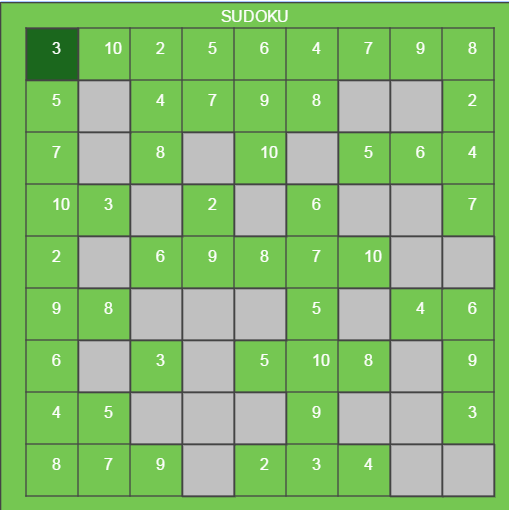 SUDOKU
3 10 2 5 6 4 7 9 8
5 4 7 9 8 2
7 8 10 5 6 4
10 3 2 6 7
2 6 9 8 7 10
9 8 5 4 6
6 3 5 10 8 9
4 5 9 3
8 7 9 2 3 4